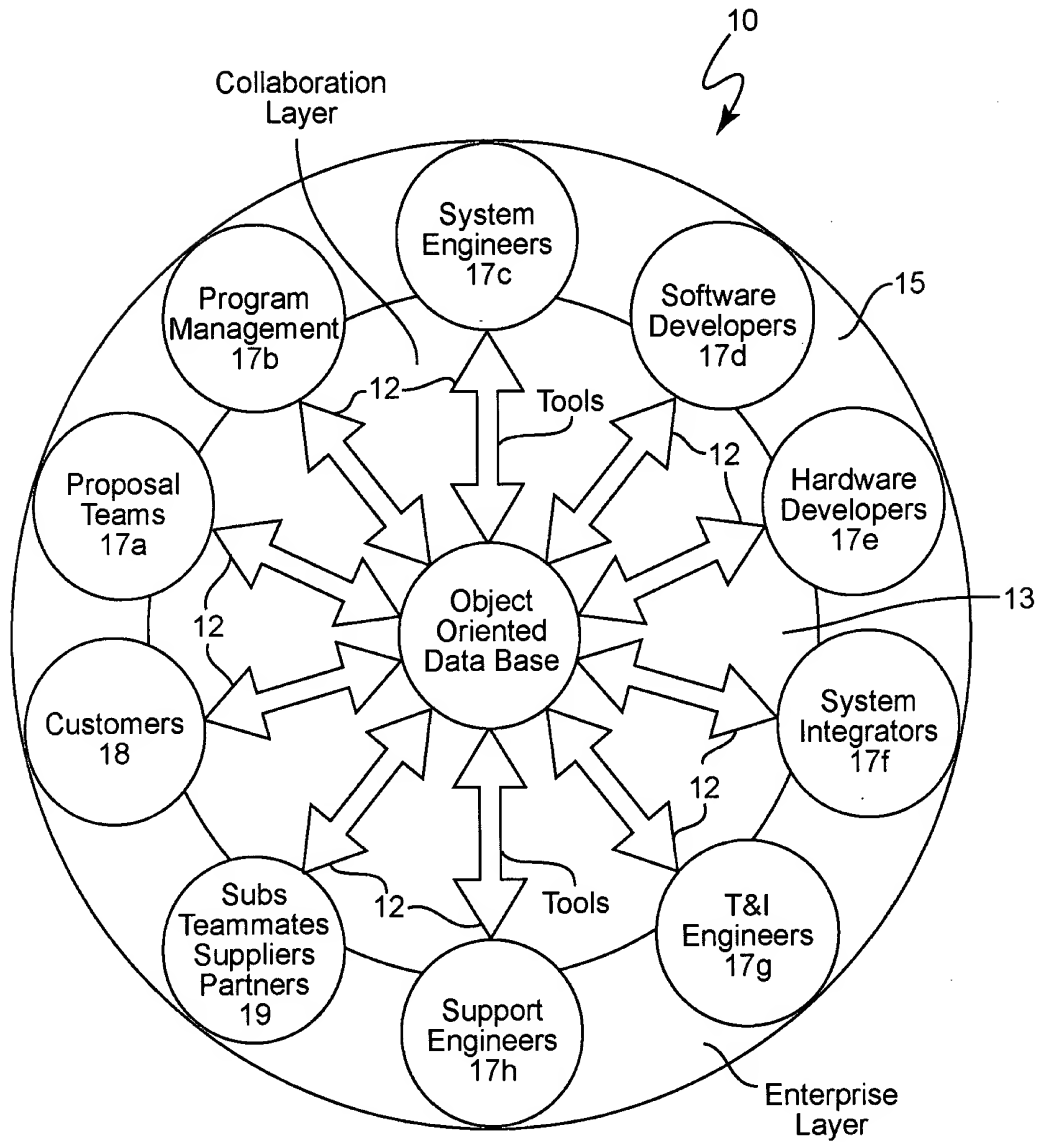 10
Collaboration
Layer
System
Engineers
17c
Program
Management
17b
Software
Developers
17d
15
12
Tools
12
Proposal
Teams
17a
Hardware
Developers
17e
Object
Oriented
Data Base
13
12
Customers
18
System
Integrators
17f
12
Subs
Teammates
Suppliers
Partners
19
12
Tools
T&I
Engineers
17g
Support
Engineers
17h
Enterprise
Layer